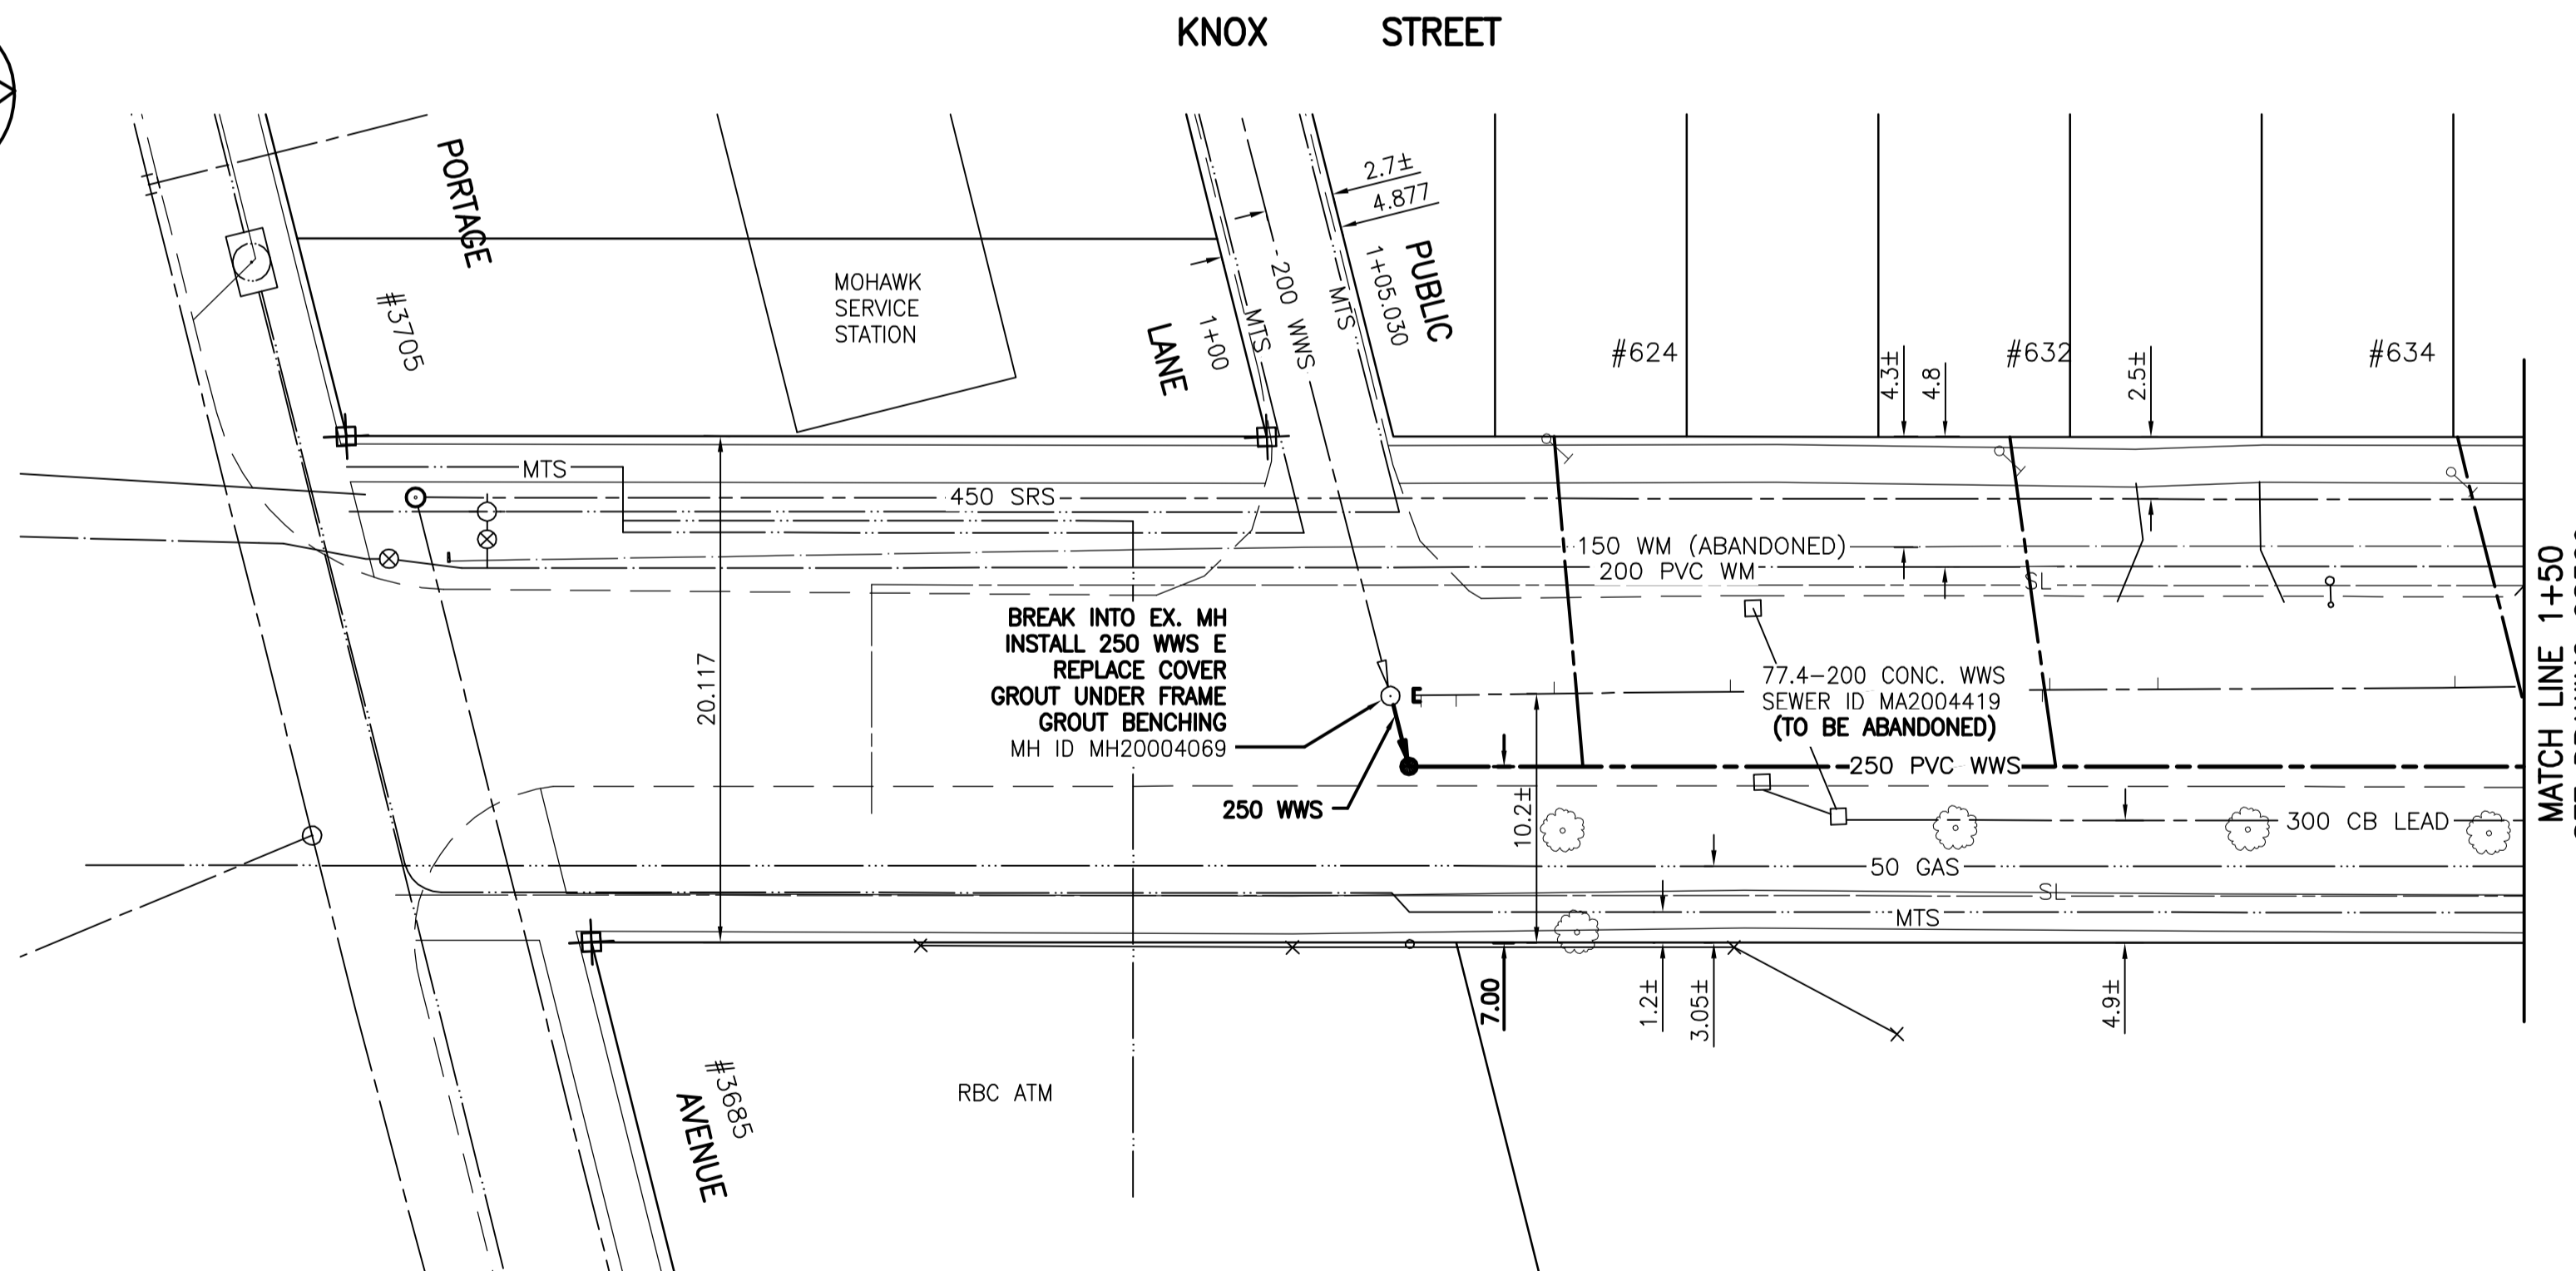 KNOX STREET
PORTAGE
#3705
MOHAWK
SERVICE
STATION
LANE
1+00
MTS
200 WWS
MTS
2.7±
4.877
1+05.030
PUBLIC
#624
4.3±
4.8
#632
2.5±
#634
MTS
450 SRS
150 WM (ABANDONED)
200 PVC WM
SL
BREAK INTO EX. MH
INSTALL 250 WWS E
REPLACE COVER
GROUT UNDER FRAME
GROUT BENCHING
MH ID MH20004069
20.117
E
77.4-200 CONC. WWS
SEWER ID MA2004419
(TO BE ABANDONED)
250 PVC WWS
250 WWS
10.2±
300 CB LEAD
50 GAS
SL
MTS
7.00
1.2±
3.05±
4.9±
MATCH LINE 1+50
#3685
AVENUE
RBC ATM